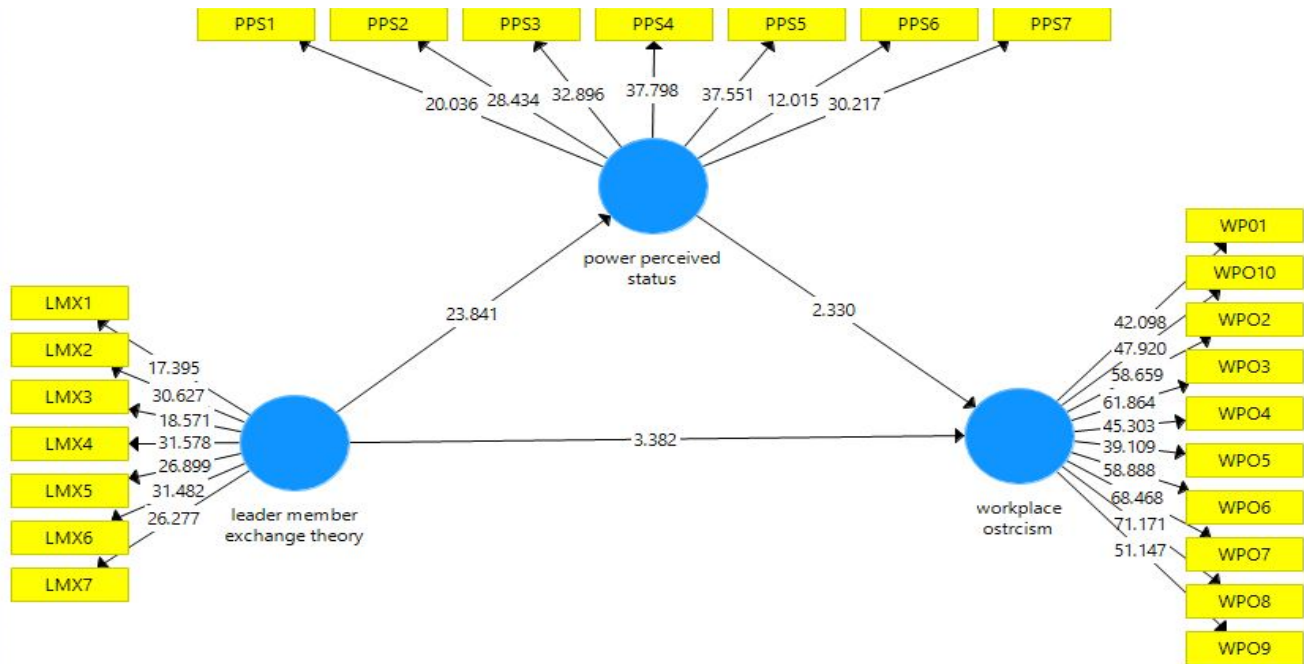 PPS1 PPS2 PPS3 PPS4 PPS5 PPS6 PPS7
20.036 28.434 32.896 37.798 37.551 12.015 30.217
power perceived
status
23.841
2.330
3.382
LMX1
LMX2
LMX3
LMX4
LMX5
LMX6
LMX7
17.395
30.627
18.571
31.578
26.899
31.482
26.277
leader member
exchange theory
workplace
ostrcism
42.098
47.920
58.659
61.864
45.303
39.109
58.888
68.468
71.171
51.147
WP01
WPO10
WPO2
WPO3
WPO4
WPO5
WPO6
WPO7
WPO8
WPO9